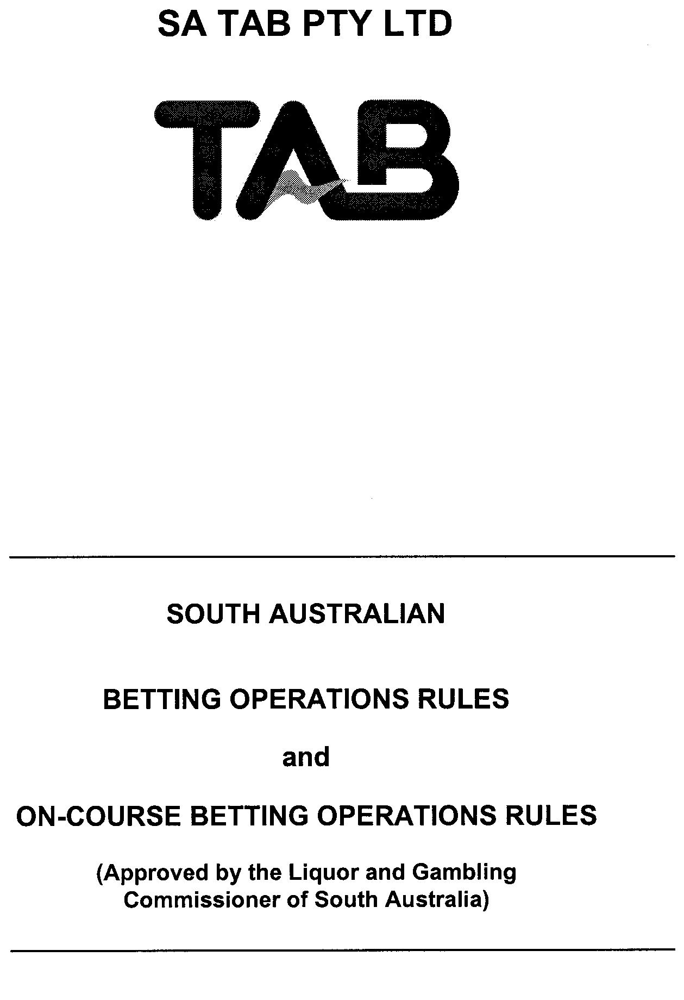 SA TAB PTY LTD
TAB
SOUTH AUSTRALIAN
BETTING OPERATIONS RULES
and
ON-COURSE BETTING OPERATIONS RULES
(Approved by the Liquor and Gambling
Commissioner of South Australia)